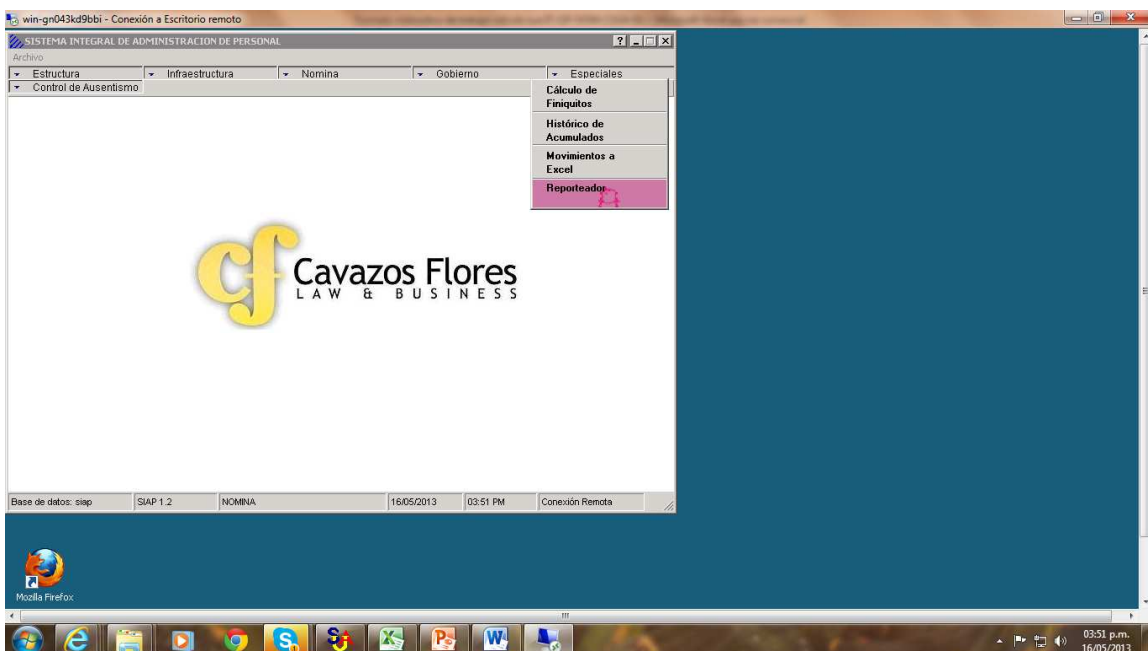 win-gn043kd9bbi - Conexión a Escritorio remoto
SISTEMA INTEGRAL DE ADMINISTRACION DE PERSONAL
Archivo
Estructura Infraestructura Nomina Gobierno Especiales
Control de Ausentismo
Cálculo de
Finiquitos
Histórico de
Acumulados
Movimientos a
Excel
Reporteador
cf
Cavazos Flores
LAW & BUSINESS
Base de datos: siap SIAP 1.2 NOMINA 16/05/2013 03:51 PM Conexión Remota
Mozilla Firefox
03:51 p.m.
16/05/2013